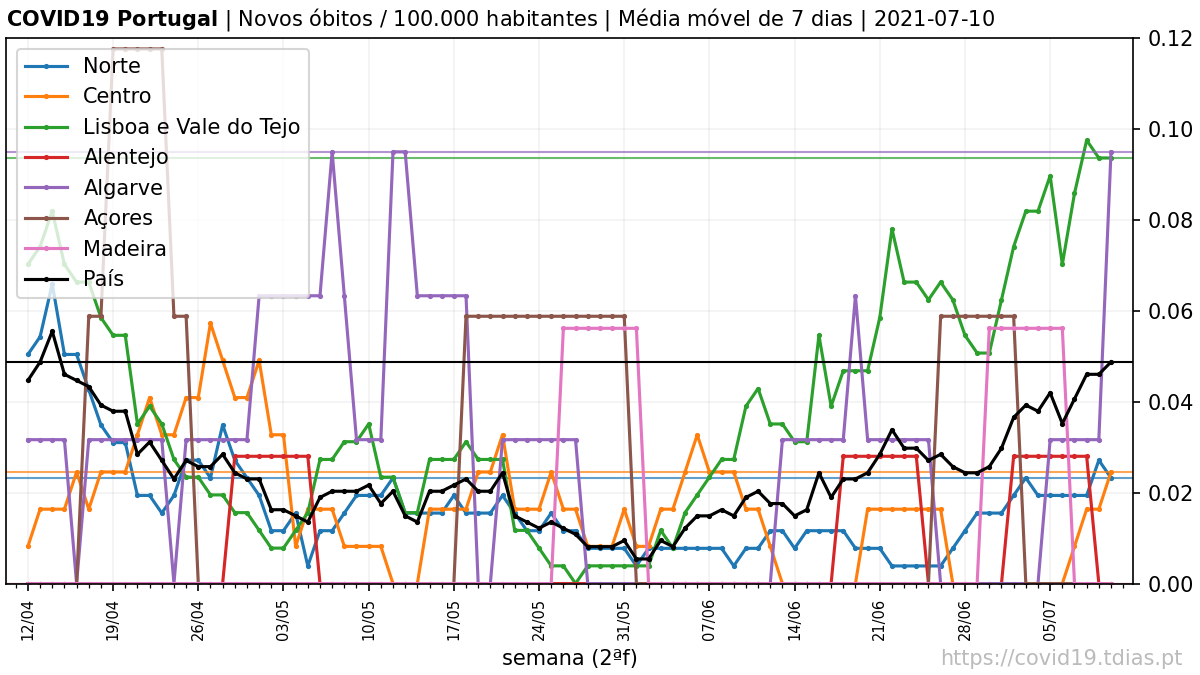 COVID19 Portugal | Novos óbitos / 100.000 habitantes | Média móvel de 7 dias | 2021-07-10
Norte
Centro
Lisboa e Vale do Tejo
Alentejo
Algarve
Açores
Madeira
País
0.12
0.10
0.08
0.06
0.04
0.02
0.00
12/04
19/04
26/04
03/05
10/05
17/05
24/05
31/05
07/06
14/06
21/06
28/06
05/07
semana (2ªf)
https://covid19.tdias.pt